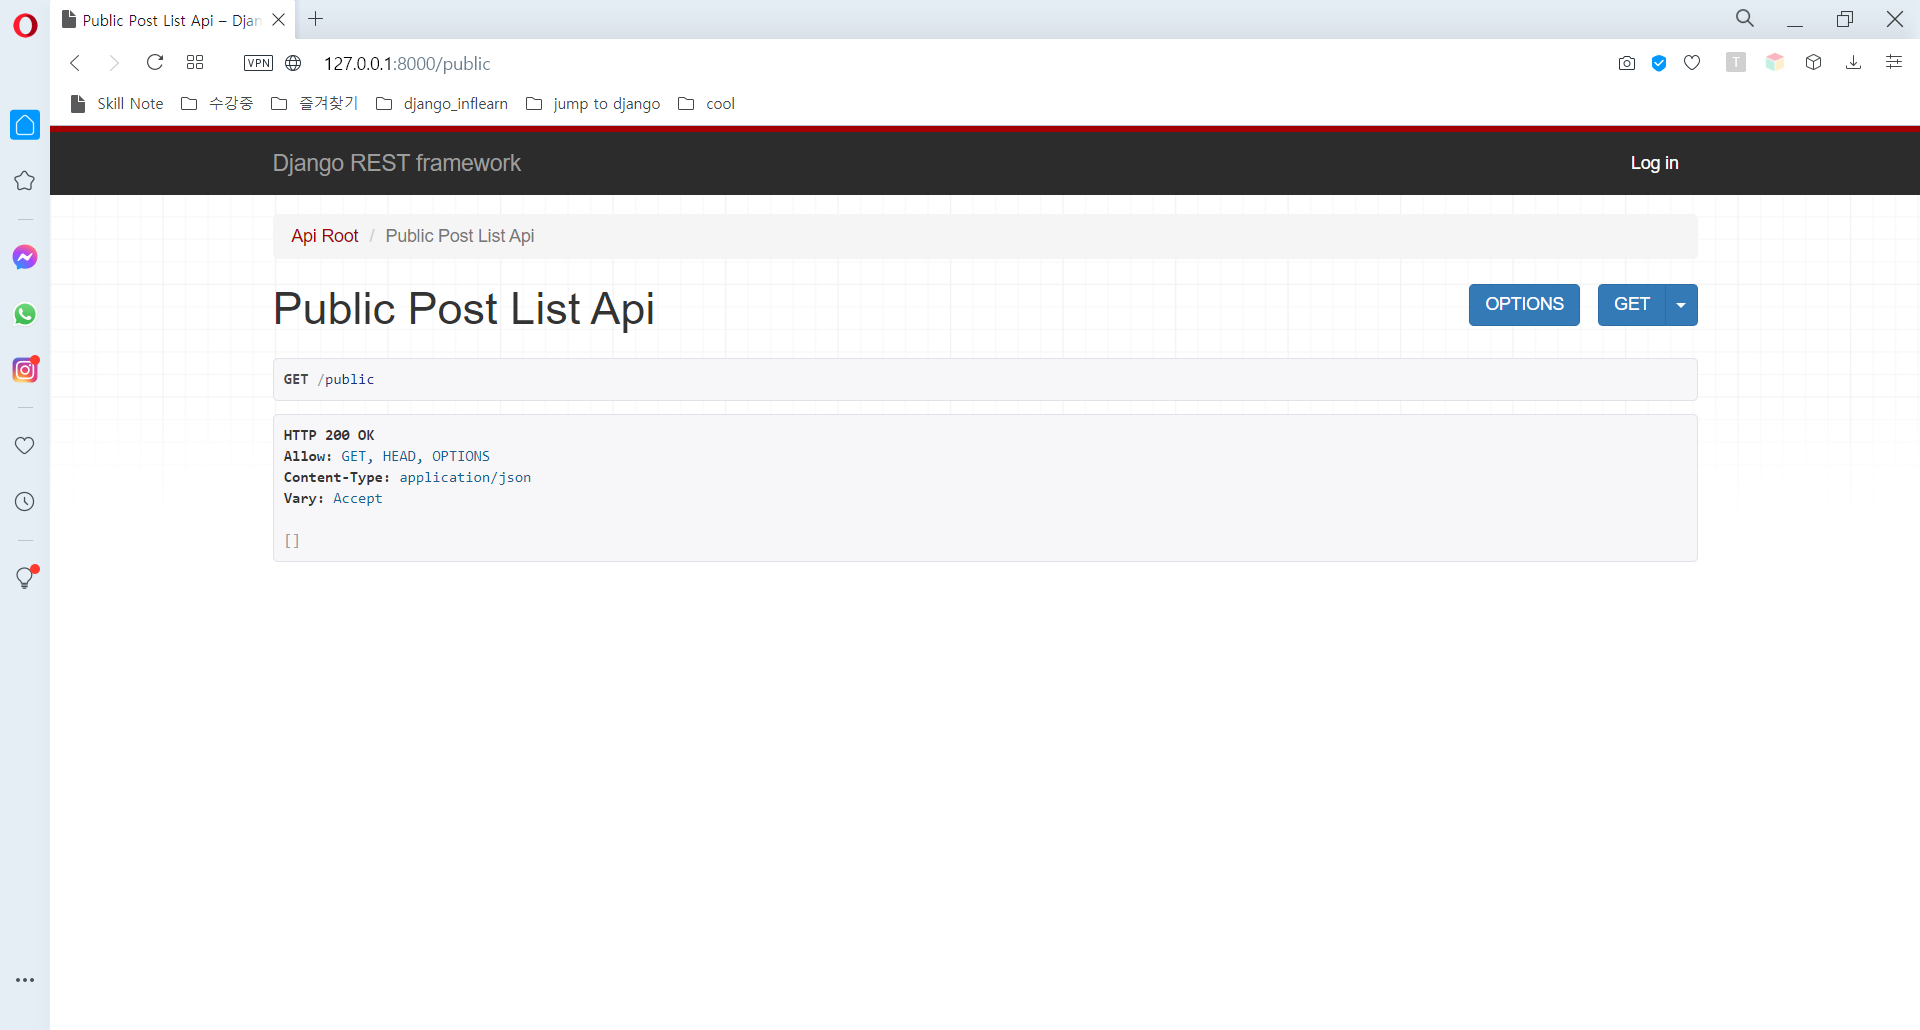 Public Post List Api – Djan
VPN 127.0.0.1:8000/public T
Skill Note 수강중 즐겨찾기 django_inflearn jump to django cool
Django REST framework Log in
Api Root / Public Post List Api
Public Post List Api OPTIONS GET
GET /public
HTTP 200 OK
Allow: GET, HEAD, OPTIONS
Content-Type: application/json
Vary: Accept
[]